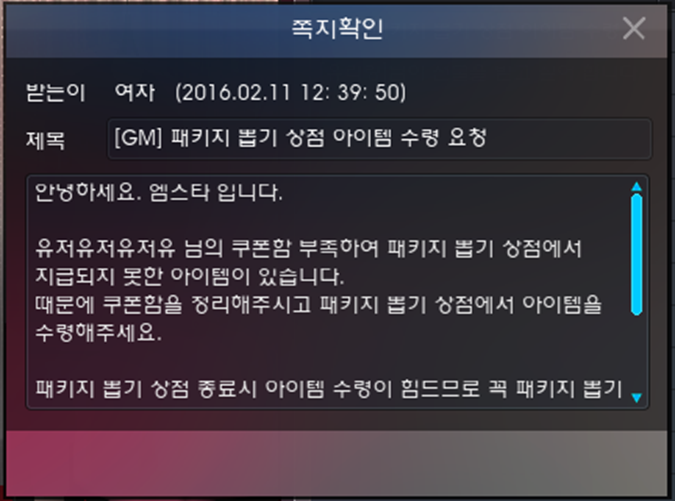 쪽지확인
받는이 여자 (2016.02.11 12: 39: 50)
제목 [GM] 패키지 뽑기 상점 아이템 수령 요청
안녕하세요. 엠스타 입니다.
유저유저유저유 님의 쿠폰함 부족하여 패키지 뽑기 상점에서
지급되지 못한 아이템이 있습니다.
때문에 쿠폰함을 정리해주시고 패키지 뽑기 상점에서 아이템을
수령해주세요.
패키지 뽑기 상점 종료시 아이템 수령이 힘드므로 꼭 패키지 뽑기